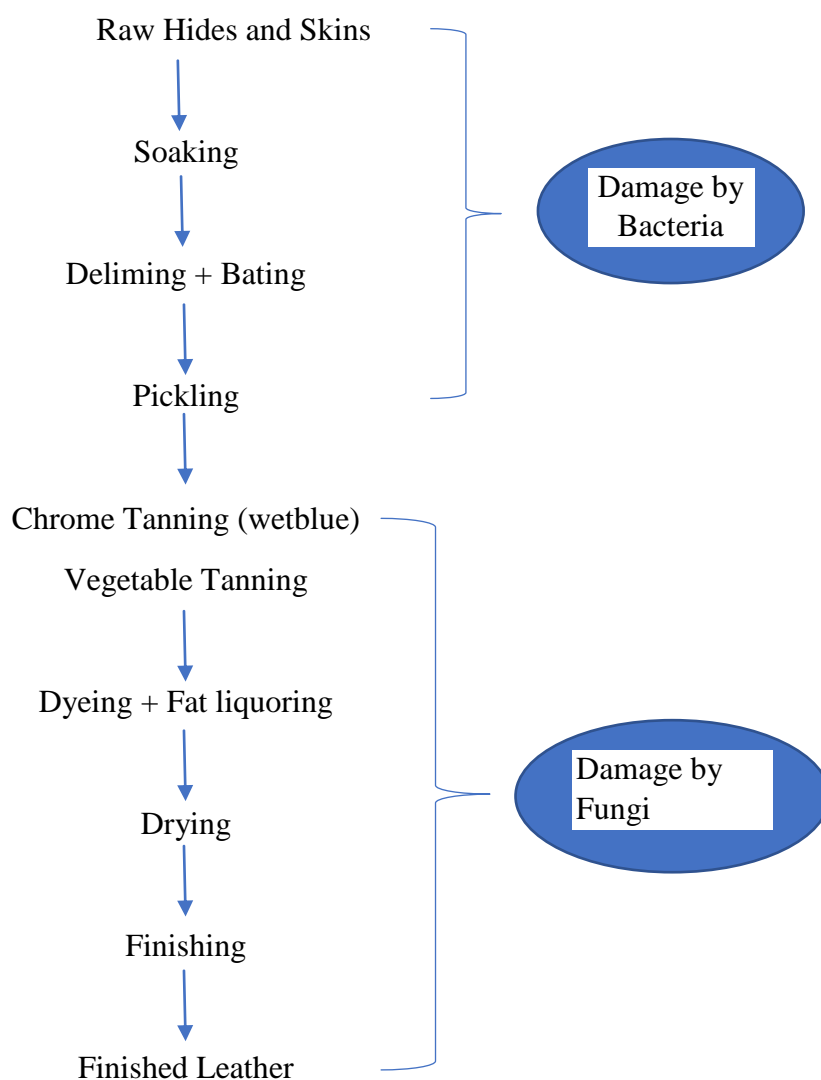 Raw Hides and Skins
Soaking
Damage by
Bacteria
Deliming + Bating
Pickling
Chrome Tanning (wetblue)
Vegetable Tanning
Dyeing + Fat liquoring
Damage by
Fungi
Drying
Finishing
Finished Leather